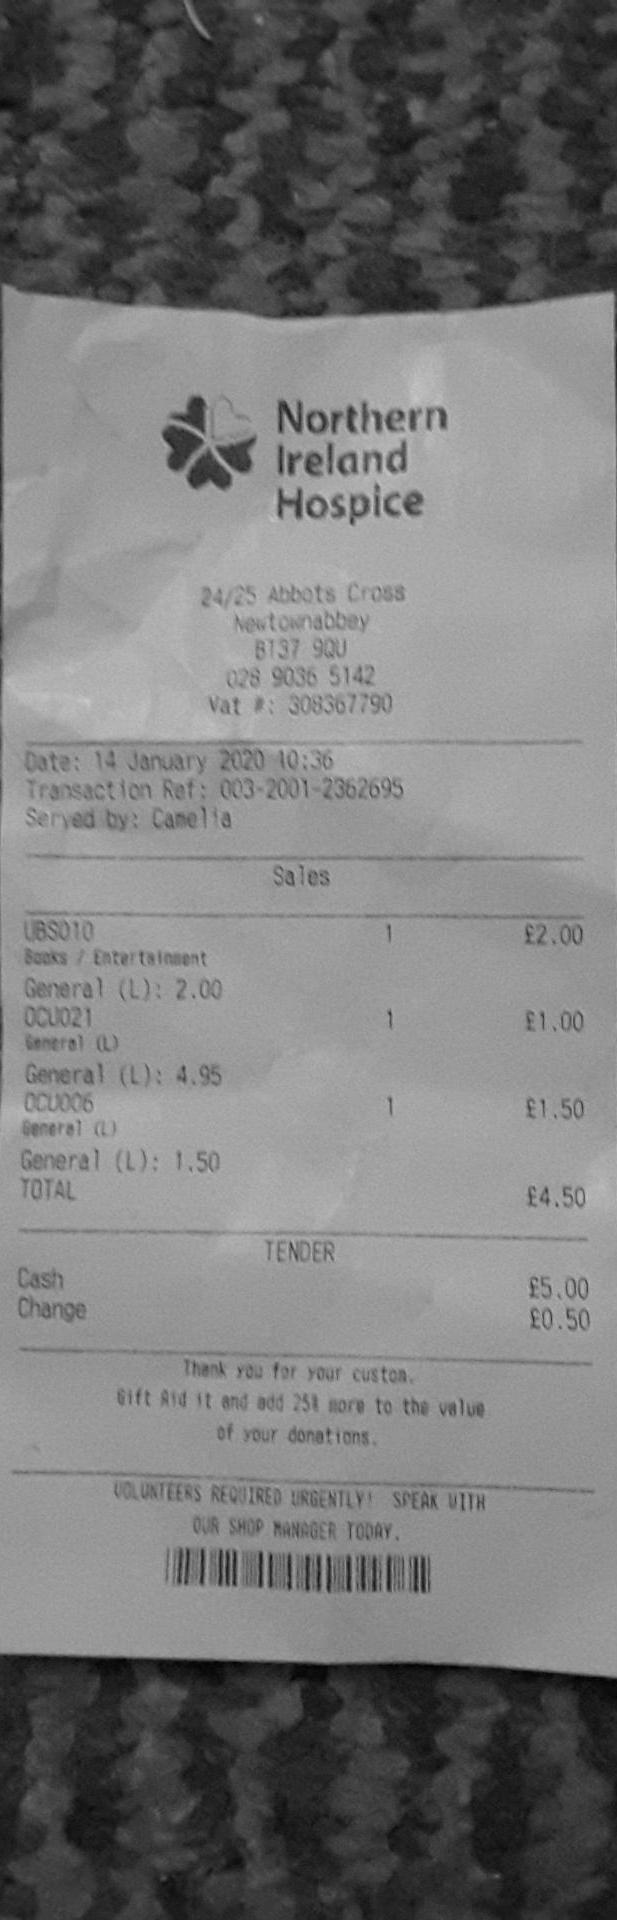 Northern
Ireland
Hospice
24/25 Abbots Cross
Newtownabbey
BT37 9QU
028 9036 5142
Vat #: 308367790
Date: 14 January 2020 10:36
Transaction Ref: 003-2001-2362695
Served by: Camelia
Sales
UBS010 1 £2.00
Books / Entertainment
General (L): 2.00
OCU021 1 £1.00
General (L)
General (L): 4.95
OCU006 1 £1.50
General (L)
General (L): 1.50
TOTAL £4.50
TENDER
Cash £5.00
Change £0.50
Thank you for your custom.
Gift Aid it and add 25% more to the value
of your donations.
VOLUNTEERS REQUIRED URGENTLY! SPEAK WITH
OUR SHOP MANAGER TODAY.